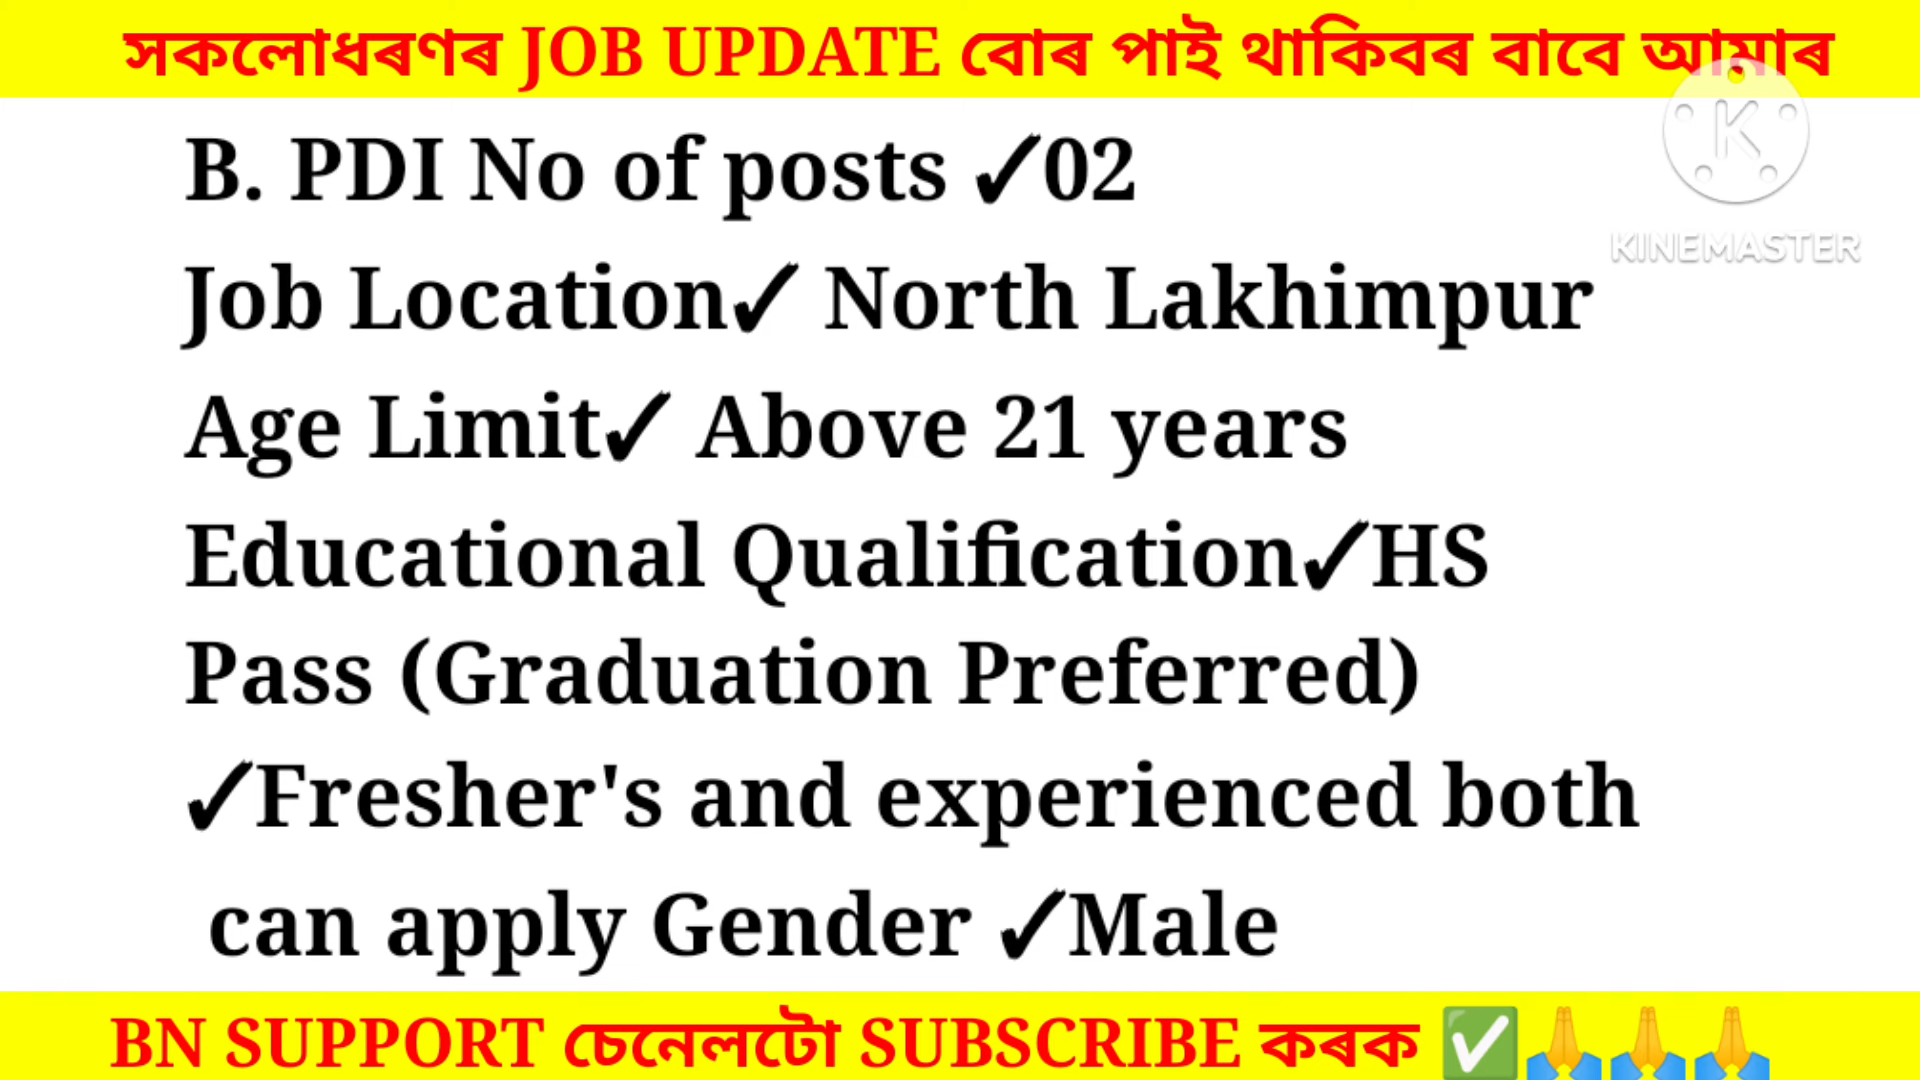 সকলোধৰণৰ JOB UPDATE বোৰ পাই থাকিবৰ বাবে আমাৰ
B. PDI No of posts ✓02
Job Location✓ North Lakhimpur
Age Limit✓ Above 21 years
Educational Qualification✓HS
Pass (Graduation Preferred)
✓Fresher's and experienced both
can apply Gender ✓Male
BN SUPPORT চেনেলটো SUBSCRIBE কৰক ✅🙏🙏🙏
K
KINEMASTER